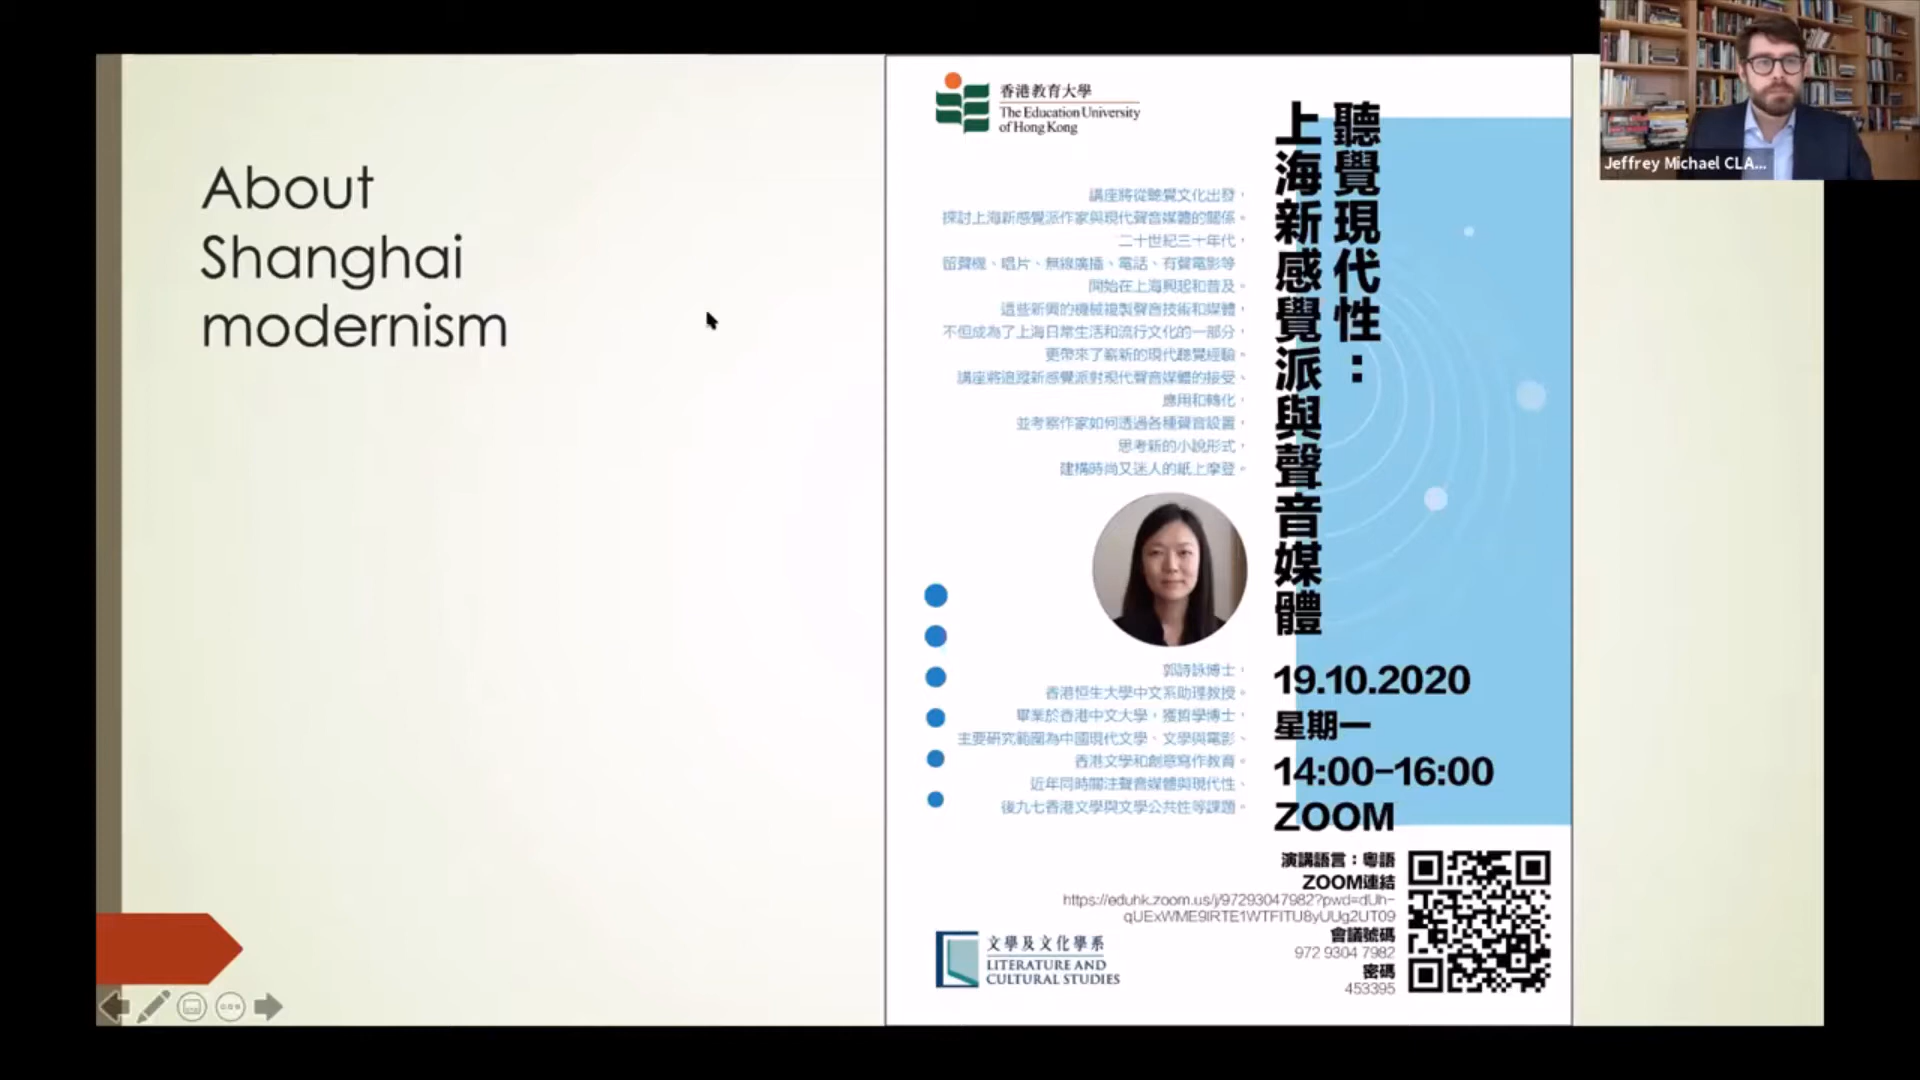 About
Shanghai
modernism
香港教育大學
The Education University
of Hong Kong
聽覺現代性：
上海新感覺派與聲音媒體
講座將從聽覺文化出發，
探討上海新感覺派作家與現代聲音媒體的關係。
二十世紀三十年代，
留聲機、唱片、無線廣播、電話、有聲電影等
開始在上海興起和普及。
這些新興的機械複製聲音技術和媒體，
不但成為了上海日常生活和流行文化的一部分，
更帶來了嶄新的現代聽覺經驗。
講座將追蹤新感覺派對現代聲音媒體的接受、
應用和轉化，
並考察作家如何透過各種聲音設置，
思考新的小說形式，
建構時尚又迷人的紙上摩登。
郭詩詠博士，
香港恒生大學中文系助理教授。
畢業於香港中文大學，獲哲學博士，
主要研究範圍為中國現代文學、文學與電影、
香港文學和創意寫作教育。
近年同時關注聲音媒體與現代性、
後九七香港文學與文學公共性等課題。
19.10.2020
星期一
14:00-16:00
ZOOM
演講語言：粵語
ZOOM連結
https://eduhk.zoom.us/j/97293047982?pwd=dUh-
qUExWME9IRTE1WTFITU8yUUg2UT09
會議號碼
972 9304 7982
密碼
453395
文學及文化學系
LITERATURE AND
CULTURAL STUDIES
Jeffrey Michael CLA...